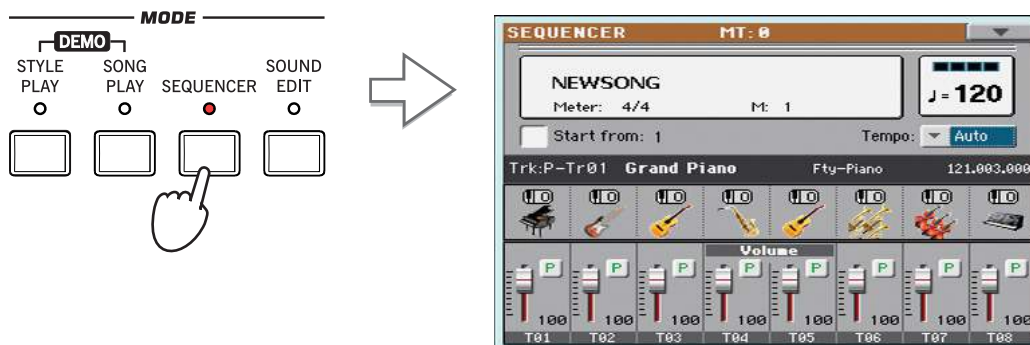 MODE
DEMO
STYLE PLAY
SONG PLAY
SEQUENCER
SOUND EDIT
SEQUENCER MT: 0
NEWSONG
Meter: 4/4 M: 1
♩= 120
Start from: 1 Tempo: Auto
Trk:P-Tr01 Grand Piano Fty-Piano 121.003.000
Volume
P P P P P P P P
100 100 100 100 100 100 100 100
T01 T02 T03 T04 T05 T06 T07 T08